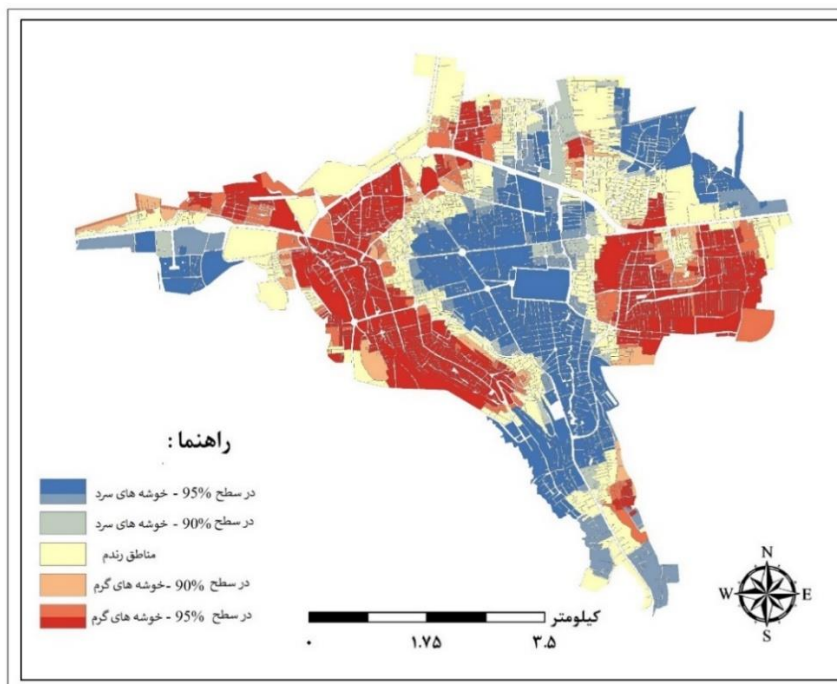 راهنما :
در سطح 95% - خوشه های سرد
در سطح 90% - خوشه های سرد
مناطق رندم
در سطح 90% - خوشه های گرم
در سطح 95% - خوشه های گرم
کیلومتر
۰ ۱.۷۵ ۳.۵
N
W E
S